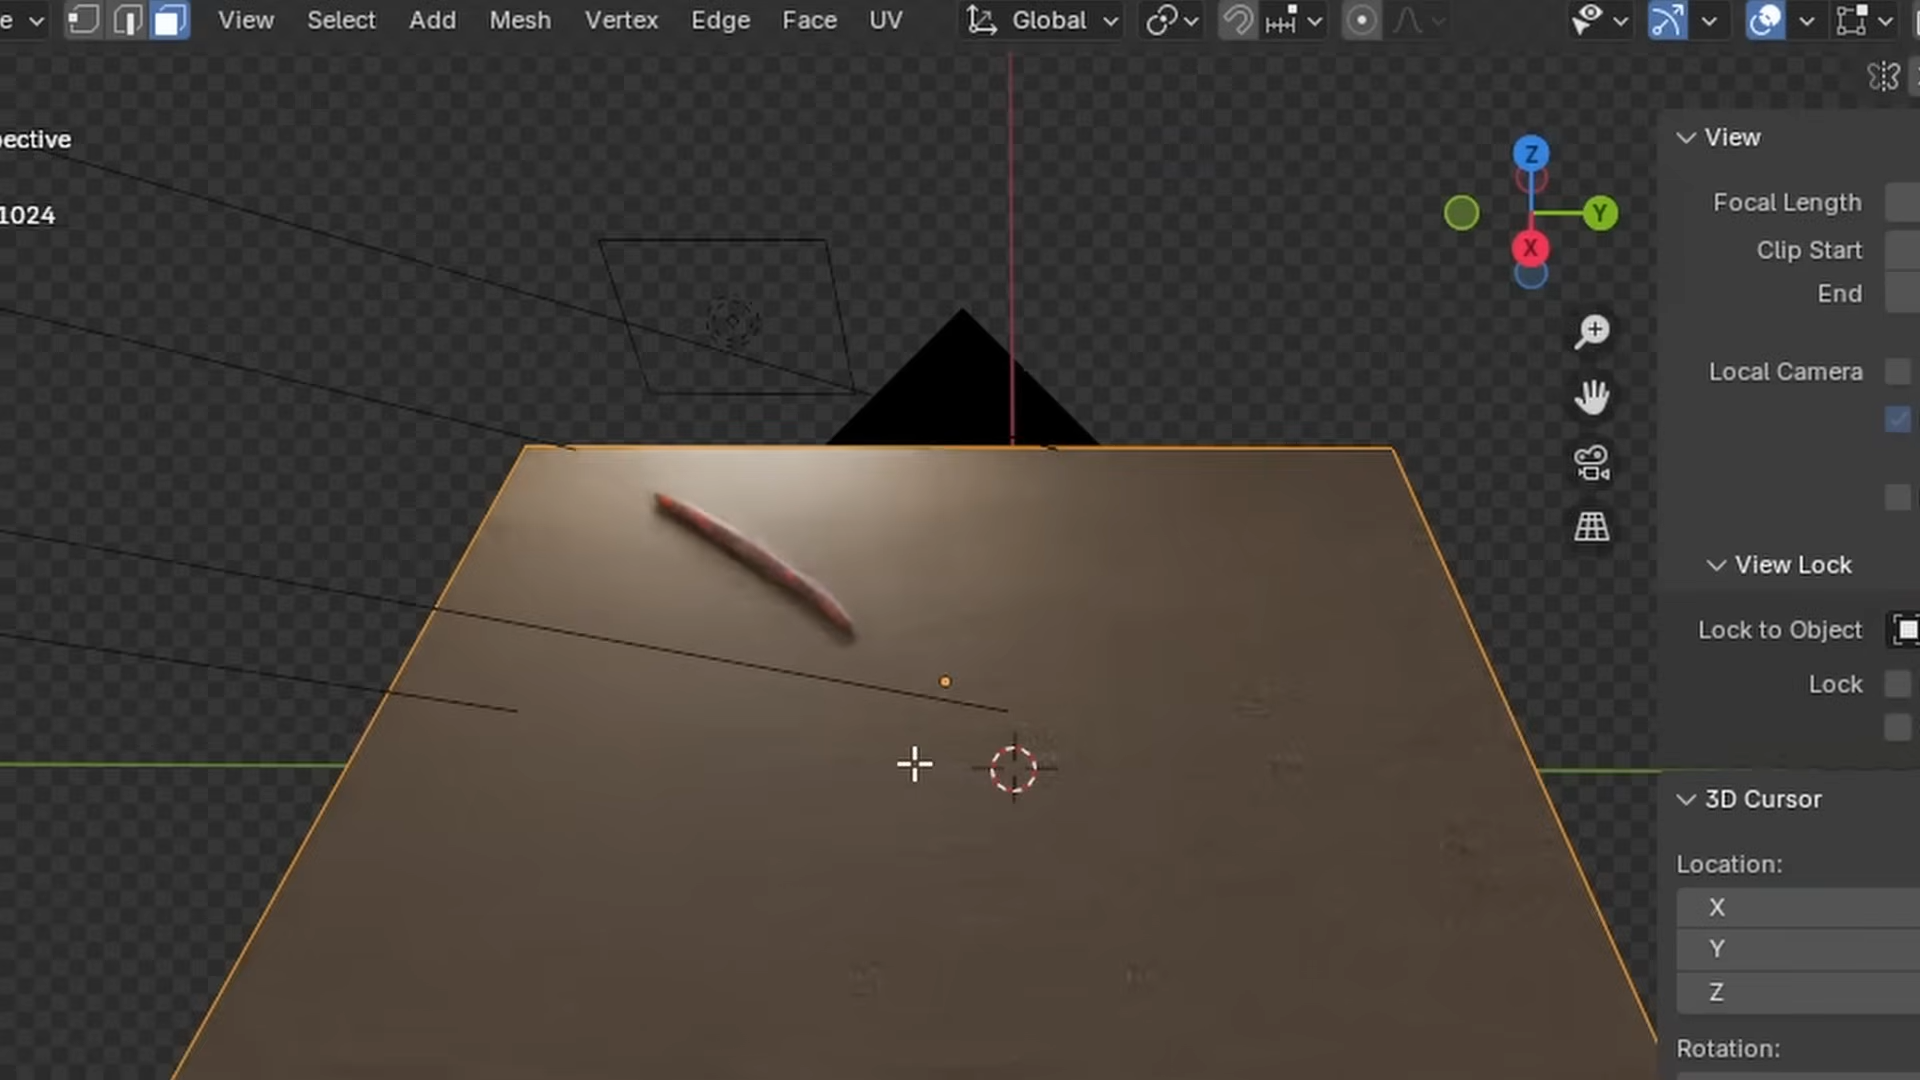 e
View Select Add Mesh Vertex Edge Face UV Global
pective
1024
Z
Y
X
View
Focal Length
Clip Start
End
Local Camera
View Lock
Lock to Object
Lock
3D Cursor
Location:
X
Y
Z
Rotation: